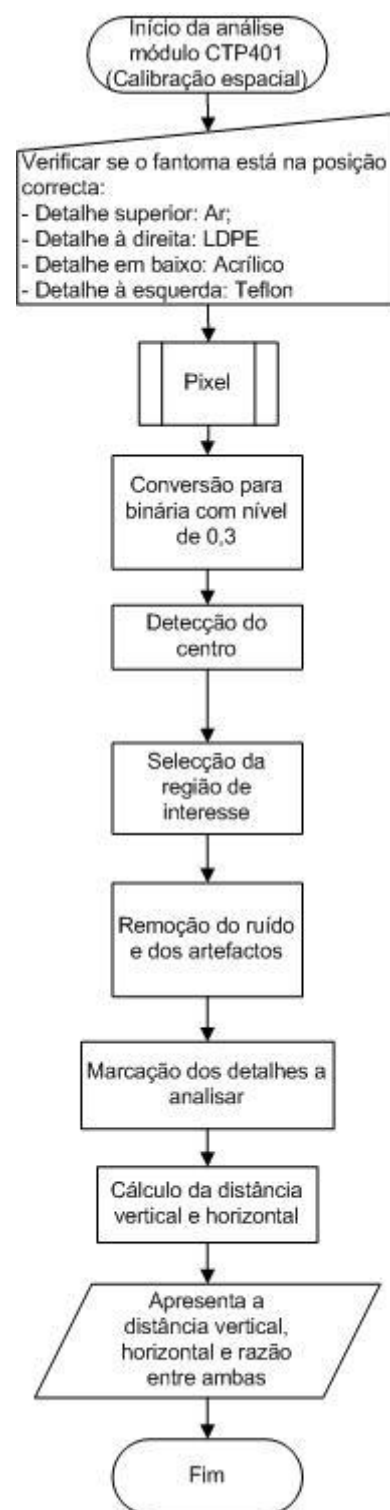 Início da análise
módulo CTP401
(Calibração espacial)
Verificar se o fantoma está na posição
correcta:
- Detalhe superior: Ar;
- Detalhe à direita: LDPE
- Detalhe em baixo: Acrílico
- Detalhe à esquerda: Teflon
Pixel
Conversão para
binária com nível
de 0,3
Detecção do
centro
Selecção da
região de
interesse
Remoção do ruído
e dos artefactos
Marcação dos detalhes a
analisar
Cálculo da distância
vertical e horizontal
Apresenta a
distância vertical,
horizontal e razão
entre ambas
Fim